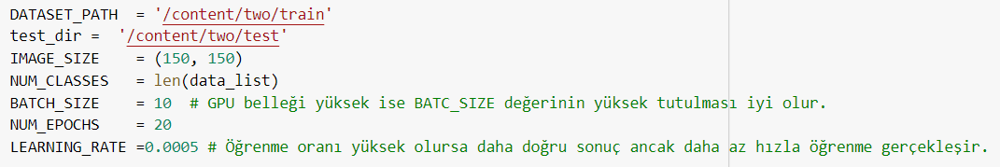 DATASET_PATH  = '/content/two/train'
test_dir =  '/content/two/test'
IMAGE_SIZE    = (150, 150)
NUM_CLASSES   = len(data_list)
BATCH_SIZE    = 10  # GPU belleği yüksek ise BATC_SIZE değerinin yüksek tutulması iyi olur.
NUM_EPOCHS    = 20
LEARNING_RATE =0.0005 # Öğrenme oranı yüksek olursa daha doğru sonuç ancak daha az hızla öğrenme gerçekleşir.